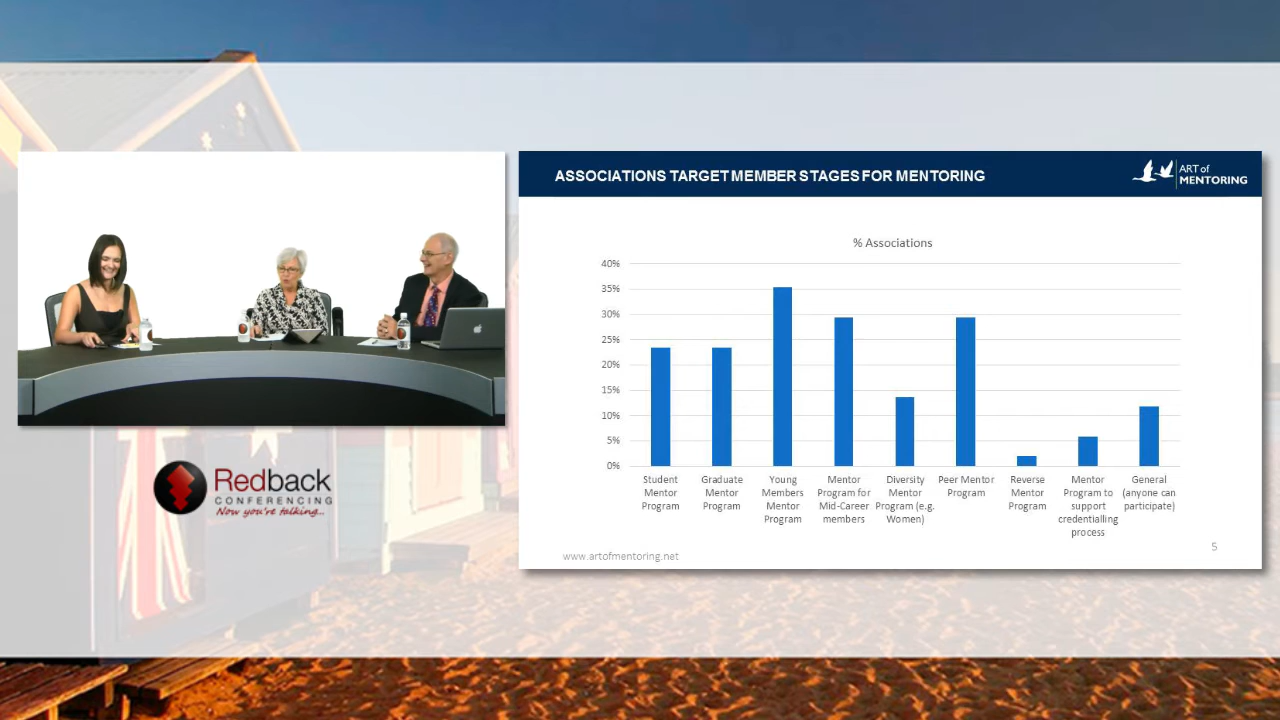 ASSOCIATIONS TARGET MEMBER STAGES FOR MENTORING
ART of
MENTORING
% Associations
40%
35%
30%
25%
20%
15%
10%
5%
0%
Student
Mentor
Program
Graduate
Mentor
Program
Young
Members
Mentor
Program
Mentor
Program for
Mid-Career
members
Diversity
Mentor
Program (e.g.
Women)
Peer Mentor
Program
Reverse
Mentor
Program
Mentor
Program to
support
credentialling
process
General
(anyone can
participate)
www.artofmentoring.net
5
Redback
CONFERENCING
Now you're talking..